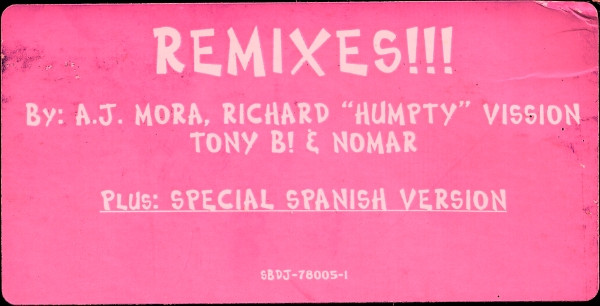 REMIXES!!!
By: A.J. MORA, RICHARD “HUMPTY” VISSION
TONY B! & NOMAR
PLUS: SPECIAL SPANISH VERSION
SBDJ-78005-1